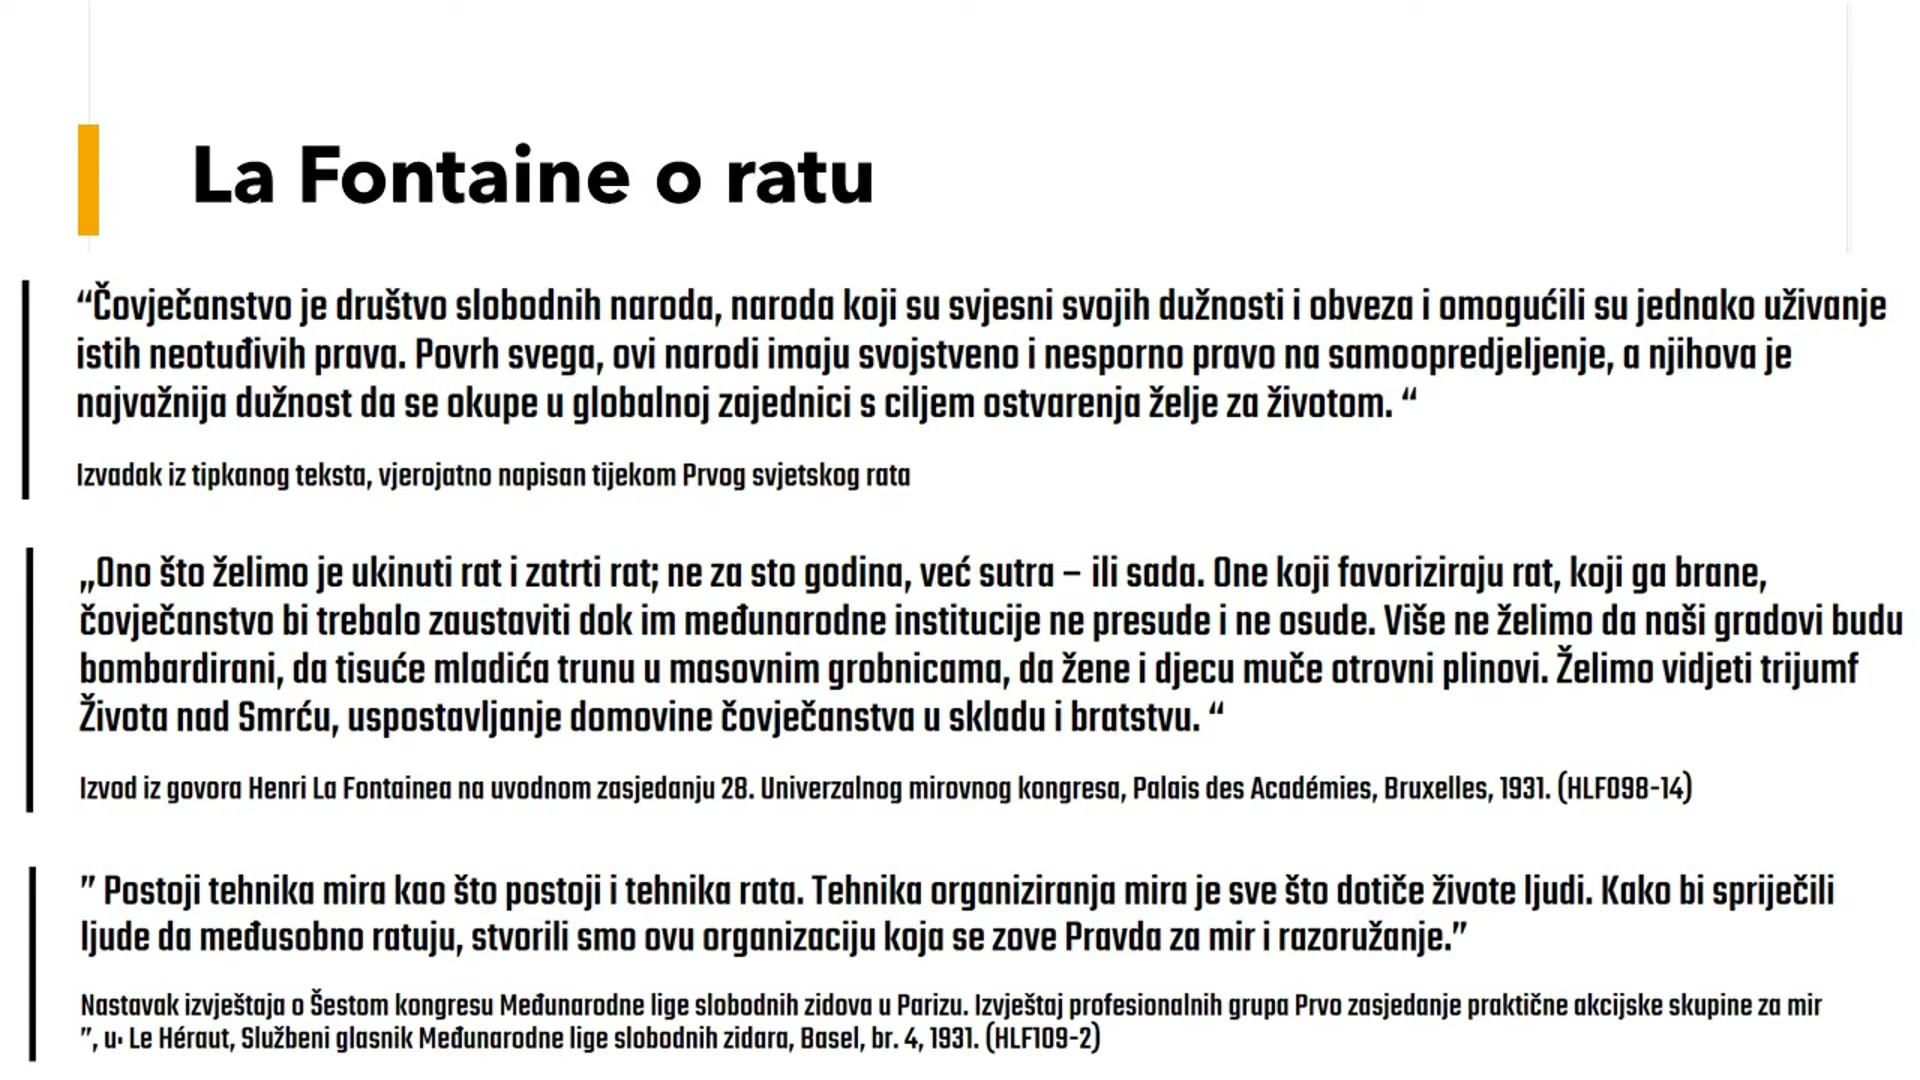 La Fontaine o ratu
“Čovječanstvo je društvo slobodnih naroda, naroda koji su svjesni svojih dužnosti i obveza i omogućili su jednako uživanje
istih neotuđivih prava. Povrh svega, ovi narodi imaju svojstveno i nesporno pravo na samoopredjeljenje, a njihova je
najvažnija dužnost da se okupe u globalnoj zajednici s ciljem ostvarenja želje za životom. “
Izvadak iz tipkanog teksta, vjerojatno napisan tijekom Prvog svjetskog rata
„Ono što želimo je ukinuti rat i zatrti rat; ne za sto godina, već sutra – ili sada. One koji favoriziraju rat, koji ga brane,
čovječanstvo bi trebalo zaustaviti dok im međunarodne institucije ne presude i ne osude. Više ne želimo da naši gradovi budu
bombardirani, da tisuće mladića trunu u masovnim grobnicama, da žene i djecu muče otrovni plinovi. Želimo vidjeti trijumf
Života nad Smrću, uspostavljanje domovine čovječanstva u skladu i bratstvu. “
Izvod iz govora Henri La Fontainea na uvodnom zasjedanju 28. Univerzalnog mirovnog kongresa, Palais des Académies, Bruxelles, 1931. (HLF098-14)
” Postoji tehnika mira kao što postoji i tehnika rata. Tehnika organiziranja mira je sve što dotiče živote ljudi. Kako bi spriječili
ljude da međusobno ratuju, stvorili smo ovu organizaciju koja se zove Pravda za mir i razoružanje.”
Nastavak izvještaja o Šestom kongresu Međunarodne lige slobodnih zidova u Parizu. Izvještaj profesionalnih grupa Prvo zasjedanje praktične akcijske skupine za mir
”, u: Le Héraut, Službeni glasnik Međunarodne lige slobodnih zidara, Basel, br. 4, 1931. (HLF109-2)